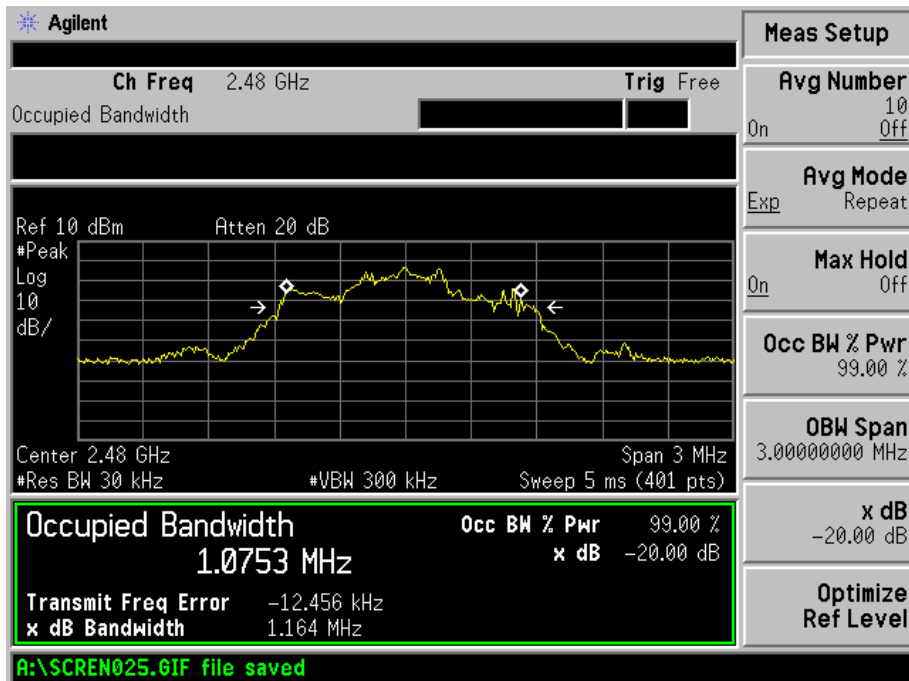 Agilent
Ch Freq 2.48 GHz Trig Free
Occupied Bandwidth
Ref 10 dBm Atten 20 dB
#Peak
Log
10
dB/
Center 2.48 GHz Span 3 MHz
#Res BW 30 kHz #VBW 300 kHz Sweep 5 ms (401 pts)
Occupied Bandwidth
1.0753 MHz
Occ BW % Pwr 99.00 %
x dB -20.00 dB
Transmit Freq Error -12.456 kHz
x dB Bandwidth 1.164 MHz
A:\SCREN025.GIF file saved
Meas Setup
Avg Number
10
On Off
Avg Mode
Exp Repeat
Max Hold
On Off
Occ BW % Pwr
99.00 %
OBW Span
3.00000000 MHz
x dB
-20.00 dB
Optimize
Ref Level